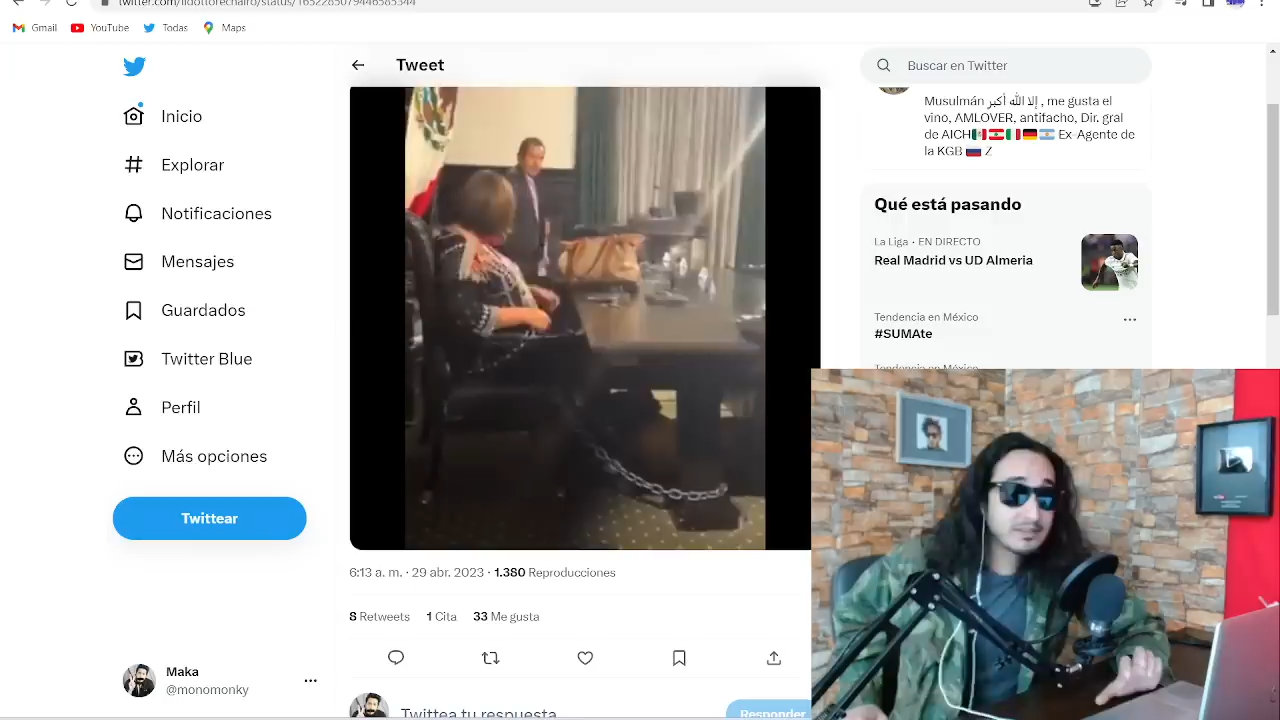 twitter.com/lldottorechairo/status/1652285079446585344
Gmail
YouTube
Todas
Maps
Tweet
Inicio
Explorar
Notificaciones
Mensajes
Guardados
Twitter Blue
Perfil
Más opciones
Twittear
Maka
@monomonky
6:13 a. m. · 29 abr. 2023 · 1.380 Reproducciones
8 Retweets 1 Cita 33 Me gusta
Twittea tu respuesta
Responder
Buscar en Twitter
Musulmán إلا الله أكبر , me gusta el
vino, AMLOVER, antifacho, Dir. gral
de AICH Ex-Agente de
la KGB Z
Qué está pasando
La Liga · EN DIRECTO
Real Madrid vs UD Almeria
Tendencia en México
#SUMAte
Tendencia en México